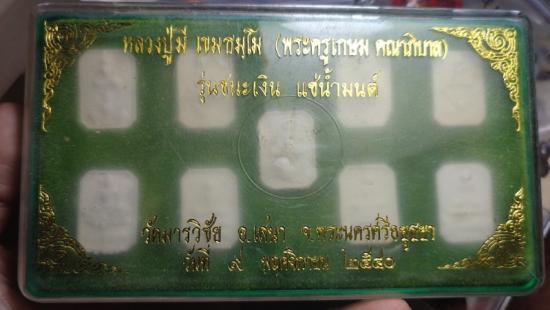 หลวงปู่มี เขมธมฺโม (พระครูเกษม คณาภิบาล)
รุ่นชนะเงิน แช่น้ำมนต์
วัดมารวิชัย อ.เสนา จ.พระนครศรีอยุธยา
วันที่ ๙ พฤศจิกายน ๒๕๔๐